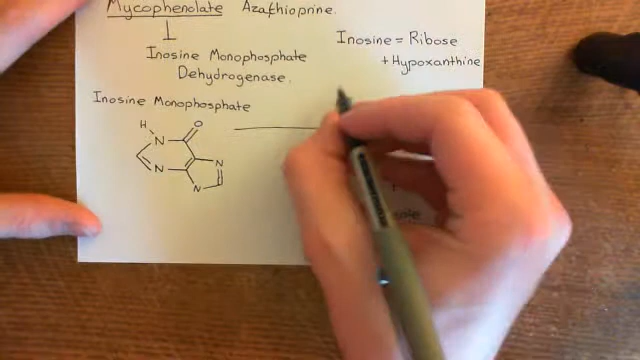 Mycophenolate Azathioprine.
Inosine Monophosphate
Dehydrogenase.
Inosine = Ribose
+ Hypoxanthine
Inosine Monophosphate
H
O
N
N
N
N